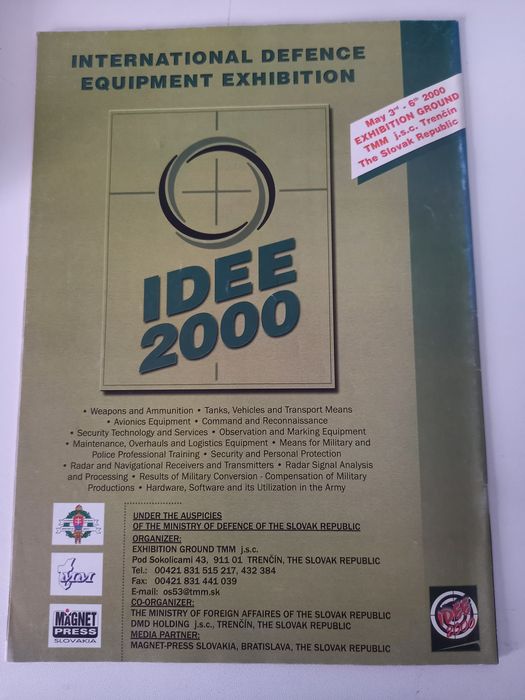 INTERNATIONAL DEFENCE
EQUIPMENT EXHIBITION
May 3rd - 6th 2000
EXHIBITION GROUND
TMM j.s.c. Trenčín
The Slovak Republic
IDEE
2000
• Weapons and Ammunition • Tanks, Vehicles and Transport Means
• Avionics Equipment • Command and Reconnaissance
• Security Technology and Services • Observation and Marking Equipment
• Maintenance, Overhauls and Logistics Equipment • Means for Military and
Police Professional Training • Security and Personal Protection
• Radar and Navigational Receivers and Transmitters • Radar Signal Analysis
and Processing • Results of Military Conversion - Compensation of Military
Productions • Hardware, Software and its Utilization in the Army
UNDER THE AUSPICIES
OF THE MINISTRY OF DEFENCE OF THE SLOVAK REPUBLIC
ORGANIZER:
EXHIBITION GROUND TMM j.s.c.
Pod Sokolicami 43, 911 01 TRENČÍN, THE SLOVAK REPUBLIC
Tel.: 00421 831 515 217, 432 384
Fax: 00421 831 441 039
E-mail: os53@tmm.sk
CO-ORGANIZER:
THE MINISTRY OF FOREIGN AFFAIRES OF THE SLOVAK REPUBLIC
DMD HOLDING j.s.c., TRENČÍN, THE SLOVAK REPUBLIC
MEDIA PARTNER:
MAGNET-PRESS SLOVAKIA, BRATISLAVA, THE SLOVAK REPUBLIC
MAGNET
PRESS
SLOVAKIA
IDEE
2000